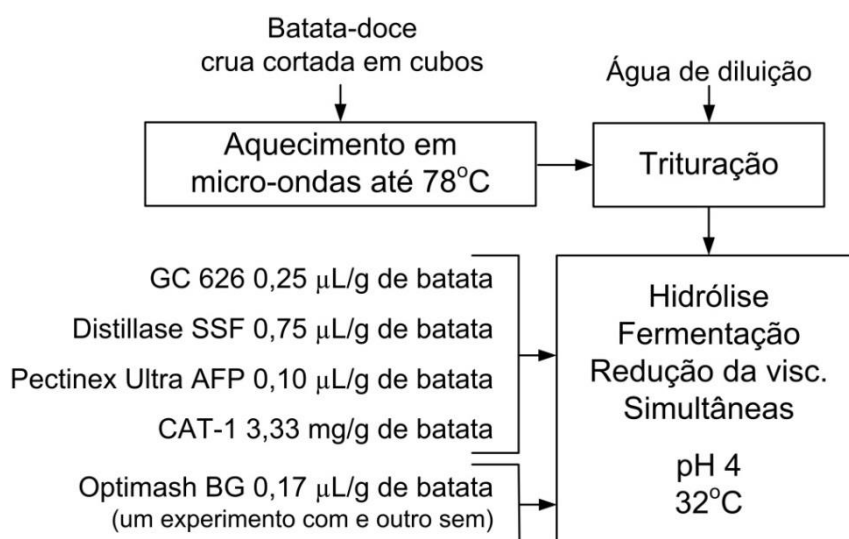 Batata-doce
crua cortada em cubos
Água de diluição
Aquecimento em
micro-ondas até 78°C
Trituração
GC 626 0,25 μL/g de batata
Distillase SSF 0,75 μL/g de batata
Pectinex Ultra AFP 0,10 μL/g de batata
CAT-1 3,33 mg/g de batata
Optimash BG 0,17 μL/g de batata
(um experimento com e outro sem)
Hidrólise
Fermentação
Redução da visc.
Simultâneas
pH 4
32°C